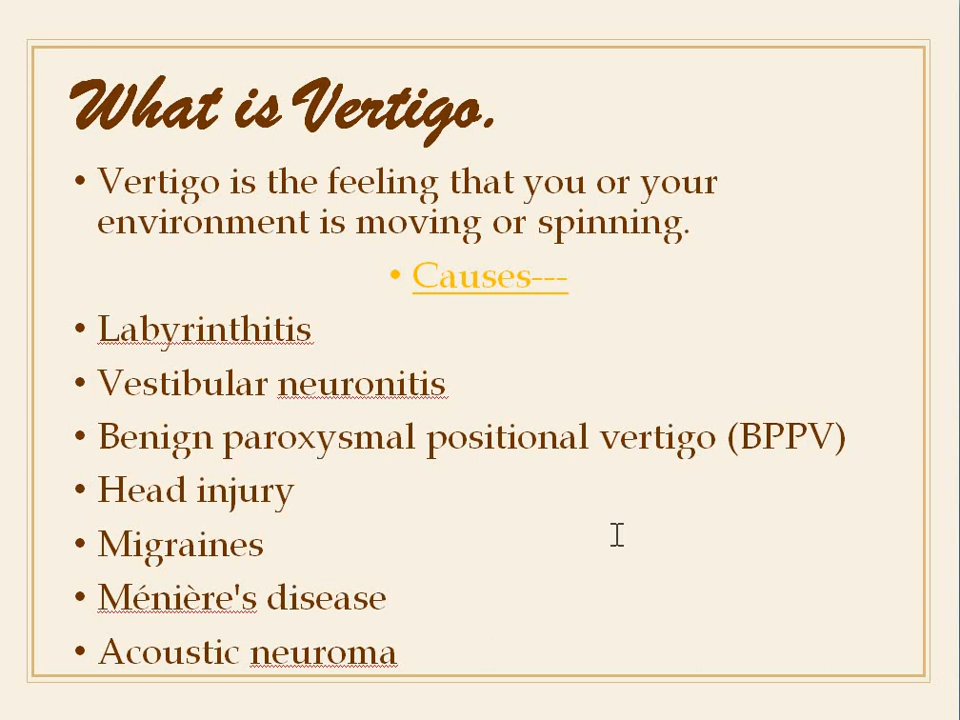 What is Vertigo.
• Vertigo is the feeling that you or your
environment is moving or spinning.
• Causes---
• Labyrinthitis
• Vestibular neuronitis
• Benign paroxysmal positional vertigo (BPPV)
• Head injury
• Migraines
• Ménière's disease
• Acoustic neuroma